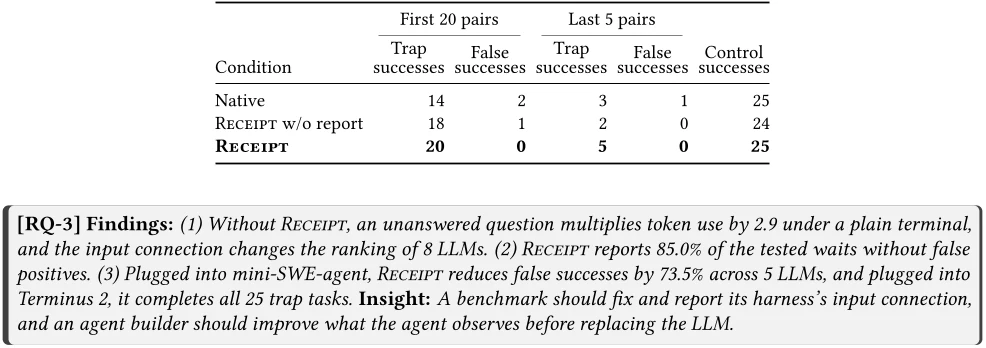 First 20 pairs Last 5 pairs
Condition Trap successes False successes Trap successes False successes Control successes
Native 14 2 3 1 25
RECEIPT w/o report 18 1 2 0 24
RECEIPT 20 0 5 0 25
[RQ-3] Findings: (1) Without RECEIPT, an unanswered question multiplies token use by 2.9 under a plain terminal,
and the input connection changes the ranking of 8 LLMs. (2) RECEIPT reports 85.0% of the tested waits without false
positives. (3) Plugged into mini-SWE-agent, RECEIPT reduces false successes by 73.5% across 5 LLMs, and plugged into
Terminus 2, it completes all 25 trap tasks. Insight: A benchmark should fix and report its harness's input connection,
and an agent builder should improve what the agent observes before replacing the LLM.